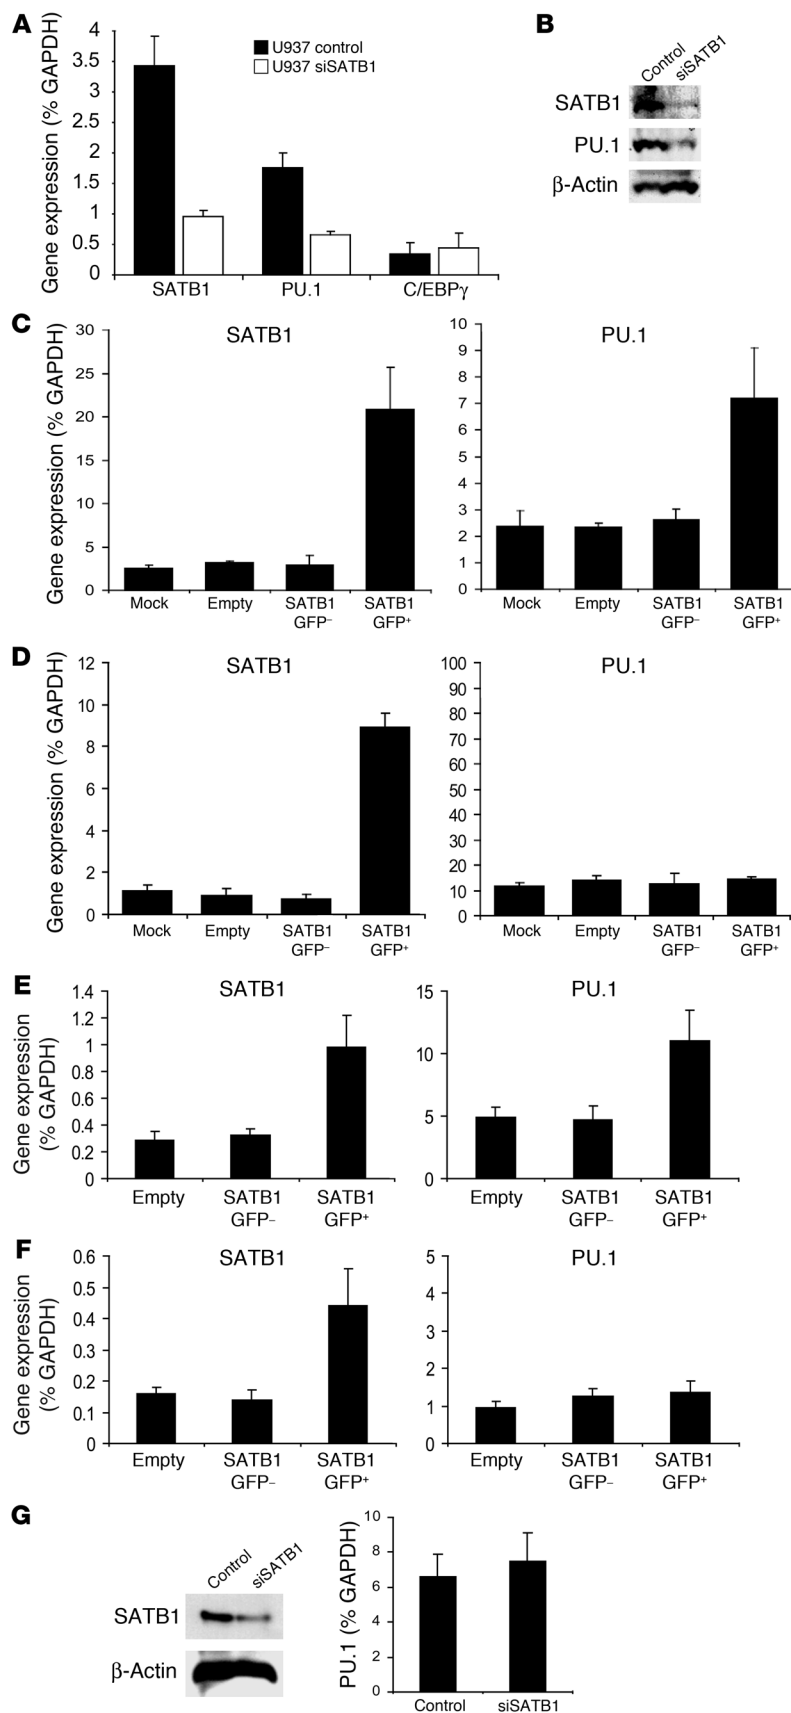 A
Gene expression (% GAPDH)
4
3.5
3
2.5
2
1.5
1
0.5
0
U937 control
U937 siSATB1
SATB1 PU.1 C/EBPγ
B
Control siSATB1
SATB1
PU.1
β-Actin
C
Gene expression (% GAPDH)
SATB1
30
25
20
15
10
5
0
Mock Empty SATB1 SATB1
GFP– GFP+
PU.1
10
9
8
7
6
5
4
3
2
1
0
Mock Empty SATB1 SATB1
GFP– GFP+
D
Gene expression (% GAPDH)
SATB1
12
10
8
6
4
2
0
Mock Empty SATB1 SATB1
GFP– GFP+
PU.1
100
90
80
70
60
50
40
30
20
10
0
Mock Empty SATB1 SATB1
GFP– GFP+
E
Gene expression
(% GAPDH)
SATB1
1.4
1.2
1
0.8
0.6
0.4
0.2
0
Empty SATB1 SATB1
GFP– GFP+
PU.1
15
10
5
0
Empty SATB1 SATB1
GFP– GFP+
F
Gene expression
(% GAPDH)
SATB1
0.6
0.5
0.4
0.3
0.2
0.1
0
Empty SATB1 SATB1
GFP– GFP+
PU.1
5
4
3
2
1
0
Empty SATB1 SATB1
GFP– GFP+
G
Control siSATB1
SATB1
β-Actin
PU.1 (% GAPDH)
10
8
6
4
2
0
Control siSATB1